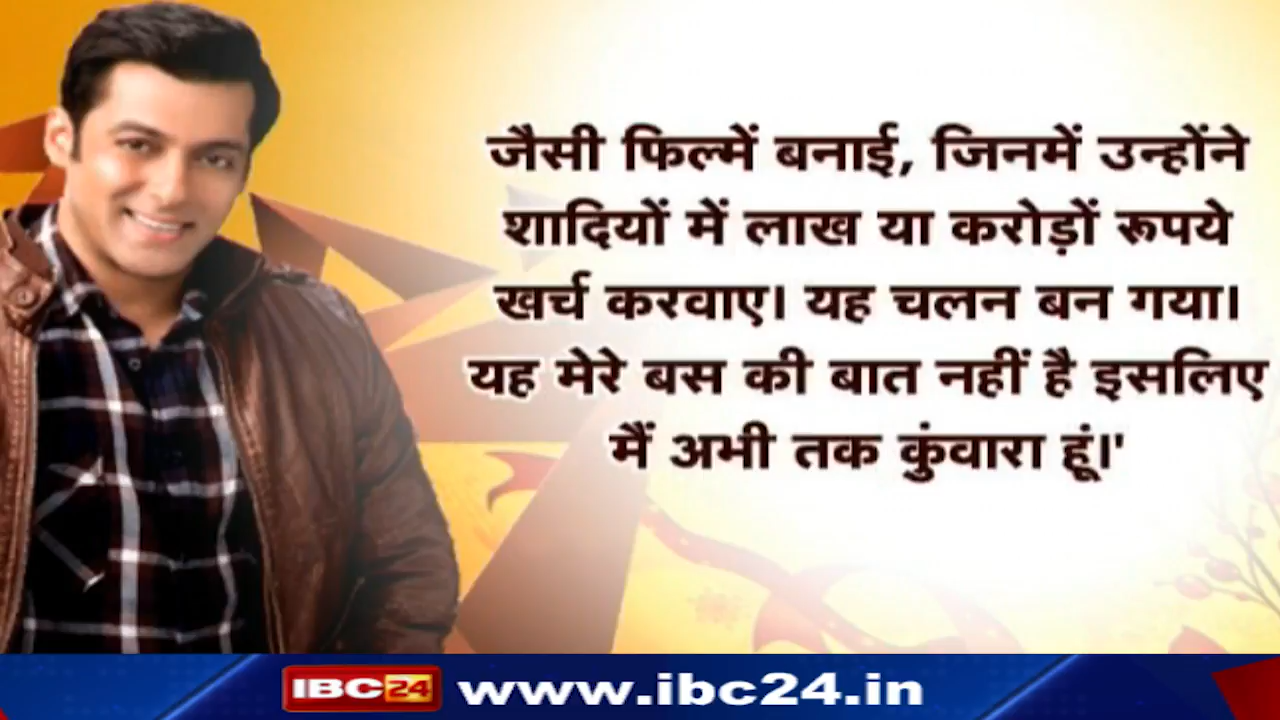 जैसी फिल्में बनाई, जिनमें उन्होंने
शादियों में लाख या करोड़ों रूपये
खर्च करवाए। यह चलन बन गया।
यह मेरे बस की बात नहीं है इसलिए
मैं अभी तक कुंवारा हूं।'
IBC24 www.ibc24.in